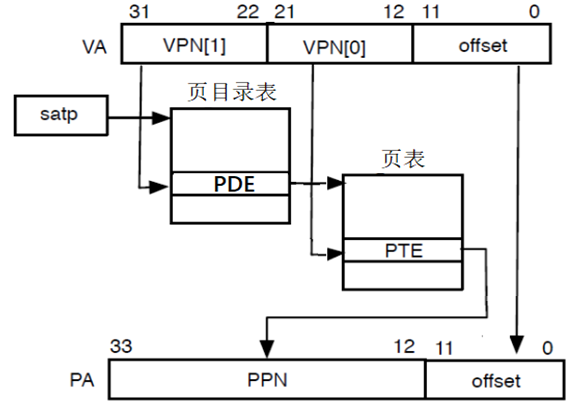 31 22 21 12 11 0
VA VPN[1] VPN[0] offset
页目录表
satp
页表
PDE
PTE
33 12 11 0
PA PPN offset